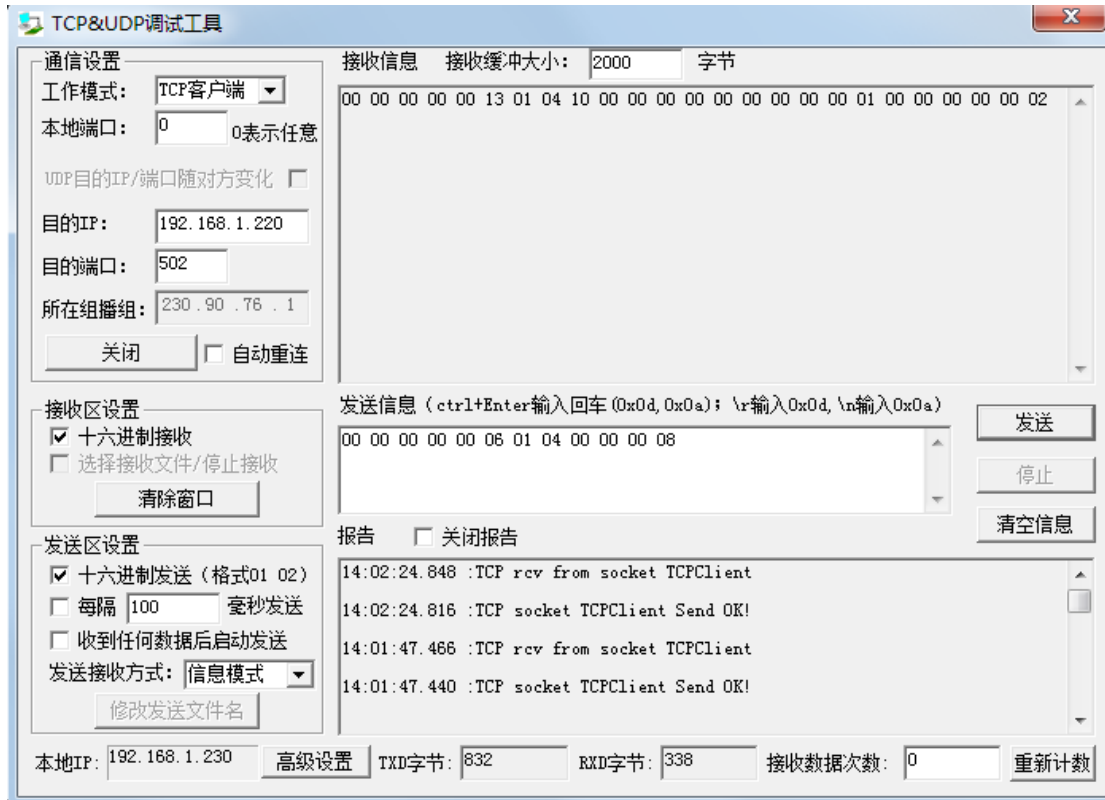 TCP&UDP调试工具
通信设置
工作模式： TCP客户端
本地端口： 0 0表示任意
UDP目的IP/端口随对方变化
目的IP： 192.168.1.220
目的端口： 502
所在组播组： 230 . 90 . 76 . 1
关闭 自动重连
接收区设置
十六进制接收
选择接收文件/停止接收
清除窗口
发送区设置
十六进制发送（格式01 02）
每隔 100 毫秒发送
收到任何数据后启动发送
发送接收方式： 信息模式
修改发送文件名
接收信息 接收缓冲大小： 2000 字节
00 00 00 00 00 13 01 04 10 00 00 00 00 00 00 00 00 00 01 00 00 00 00 00 02
发送信息（ctrl+Enter输入回车(0x0d,0x0a)；\r输入0x0d,\n输入0x0a）
00 00 00 00 00 06 01 04 00 00 00 08
发送
停止
清空信息
报告 关闭报告
14:02:24.848 :TCP rcv from socket TCPClient
14:02:24.816 :TCP socket TCPClient Send OK!
14:01:47.466 :TCP rcv from socket TCPClient
14:01:47.440 :TCP socket TCPClient Send OK!
本地IP: 192.168.1.230 高级设置 TXD字节: 832 RXD字节: 338 接收数据次数: 0 重新计数